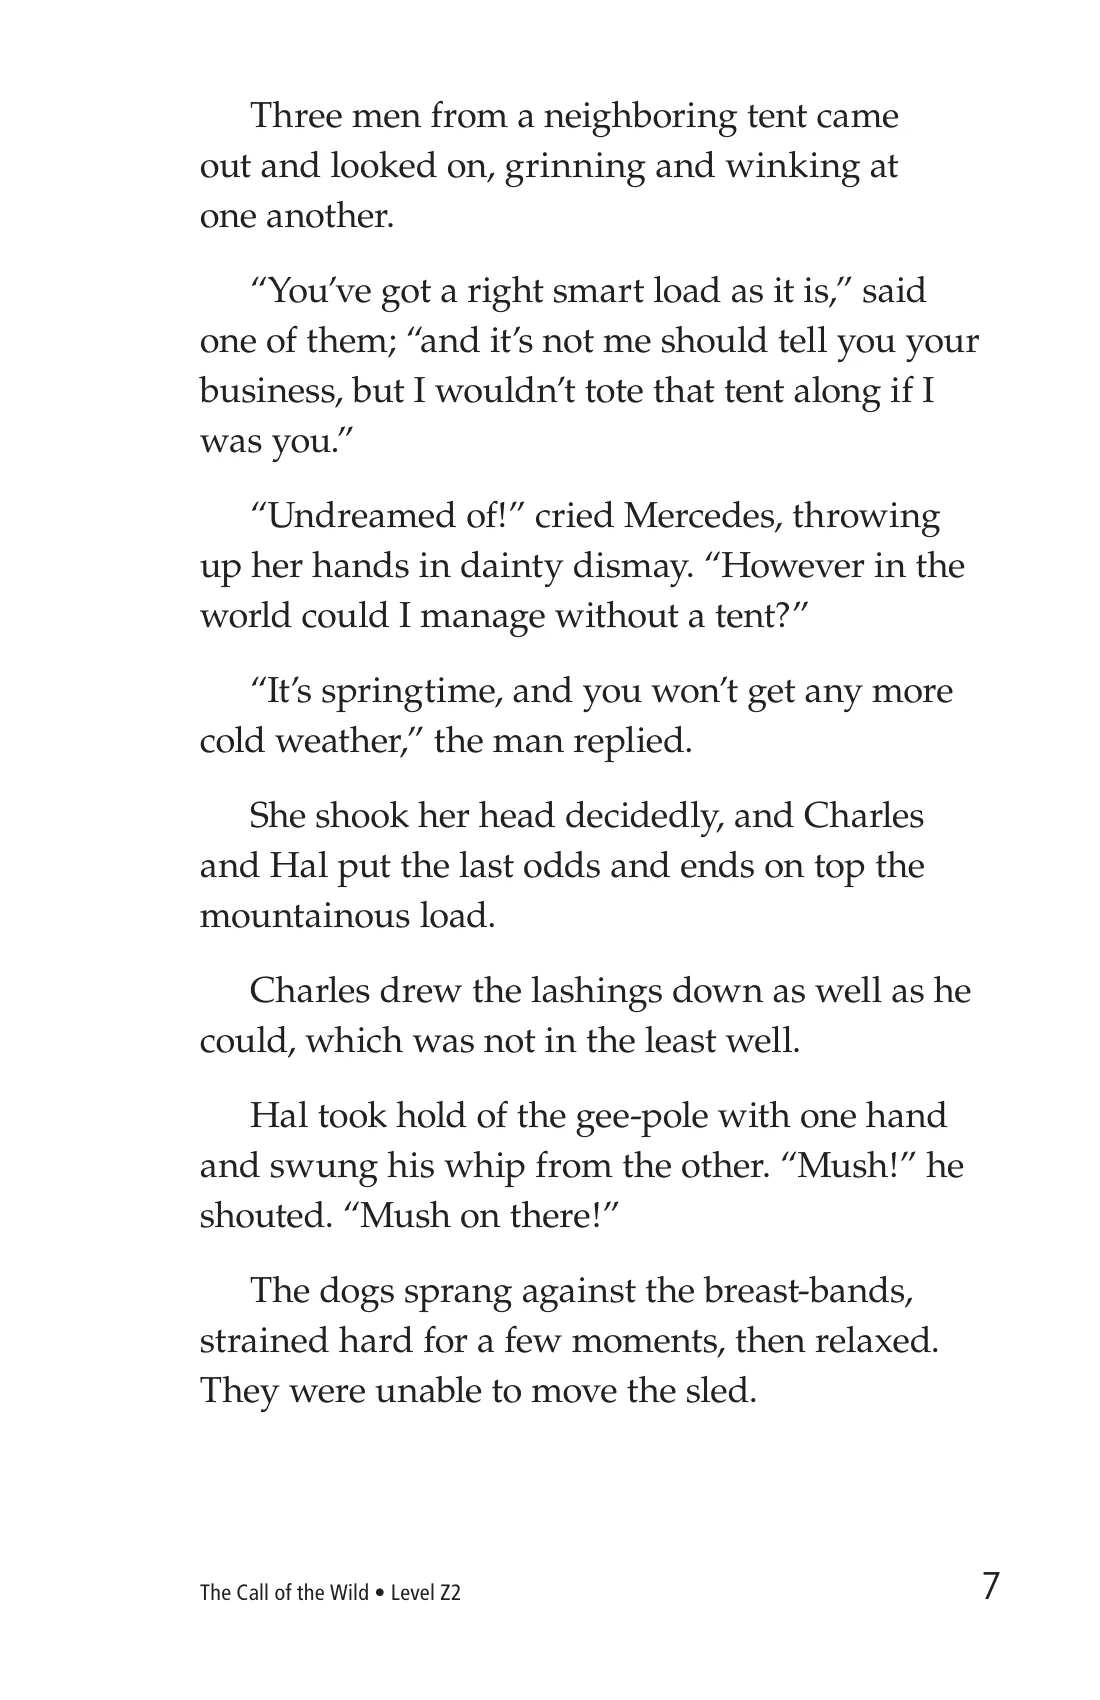 Three men from a neighboring tent came
out and looked on, grinning and winking at
one another.
“You’ve got a right smart load as it is,” said
one of them; “and it’s not me should tell you your
business, but I wouldn’t tote that tent along if I
was you.”
“Undreamed of!” cried Mercedes, throwing
up her hands in dainty dismay. “However in the
world could I manage without a tent?”
“It’s springtime, and you won’t get any more
cold weather,” the man replied.
She shook her head decidedly, and Charles
and Hal put the last odds and ends on top the
mountainous load.
Charles drew the lashings down as well as he
could, which was not in the least well.
Hal took hold of the gee-pole with one hand
and swung his whip from the other. “Mush!” he
shouted. “Mush on there!”
The dogs sprang against the breast-bands,
strained hard for a few moments, then relaxed.
They were unable to move the sled.
The Call of the Wild • Level Z2
7